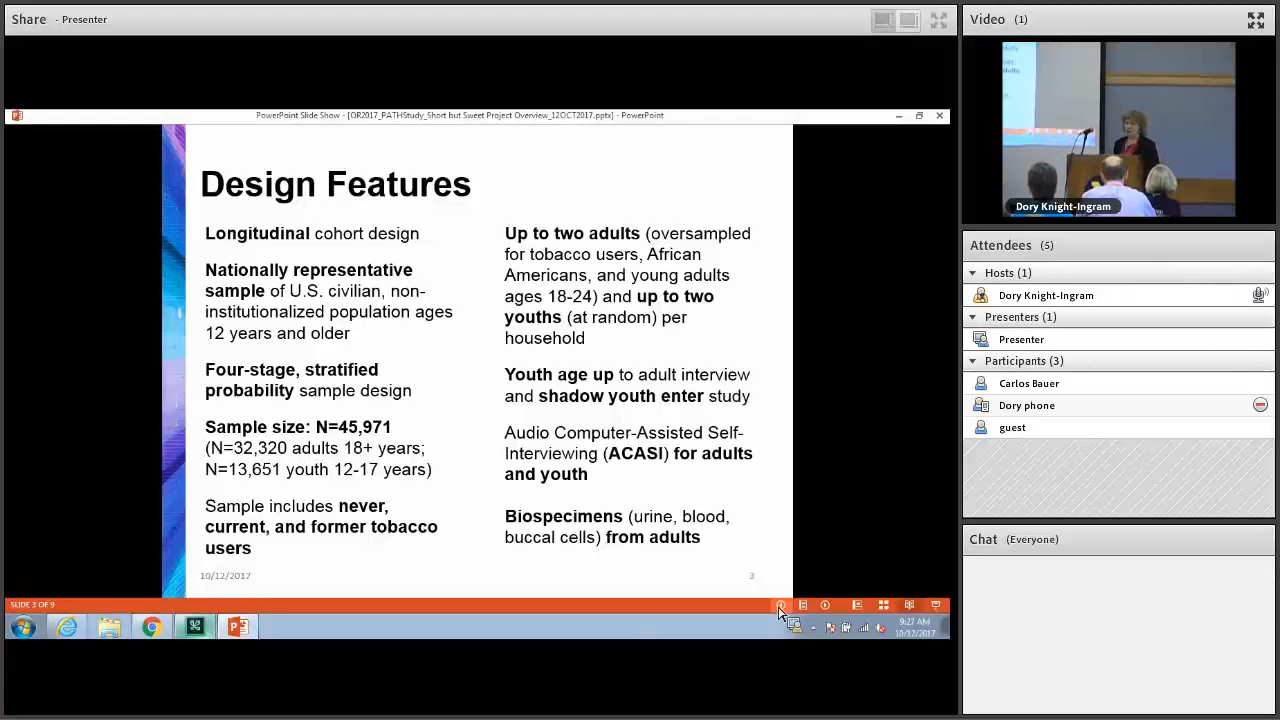 Share - Presenter
PowerPoint Slide Show - [OR2017_PATHStudy_Short but Sweet Project Overview_12OCT2017.pptx] - PowerPoint
Design Features
Longitudinal cohort design
Nationally representative
sample of U.S. civilian, non-
institutionalized population ages
12 years and older
Four-stage, stratified
probability sample design
Sample size: N=45,971
(N=32,320 adults 18+ years;
N=13,651 youth 12-17 years)
Sample includes never,
current, and former tobacco
users
Up to two adults (oversampled
for tobacco users, African
Americans, and young adults
ages 18-24) and up to two
youths (at random) per
household
Youth age up to adult interview
and shadow youth enter study
Audio Computer-Assisted Self-
Interviewing (ACASI) for adults
and youth
Biospecimens (urine, blood,
buccal cells) from adults
10/12/2017
3
SLIDE 3 OF 9
9:27 AM
10/12/2017
Video (1)
Dory Knight-Ingram
Attendees (5)
Hosts (1)
Dory Knight-Ingram
Presenters (1)
Presenter
Participants (3)
Carlos Bauer
Dory phone
guest
Chat (Everyone)